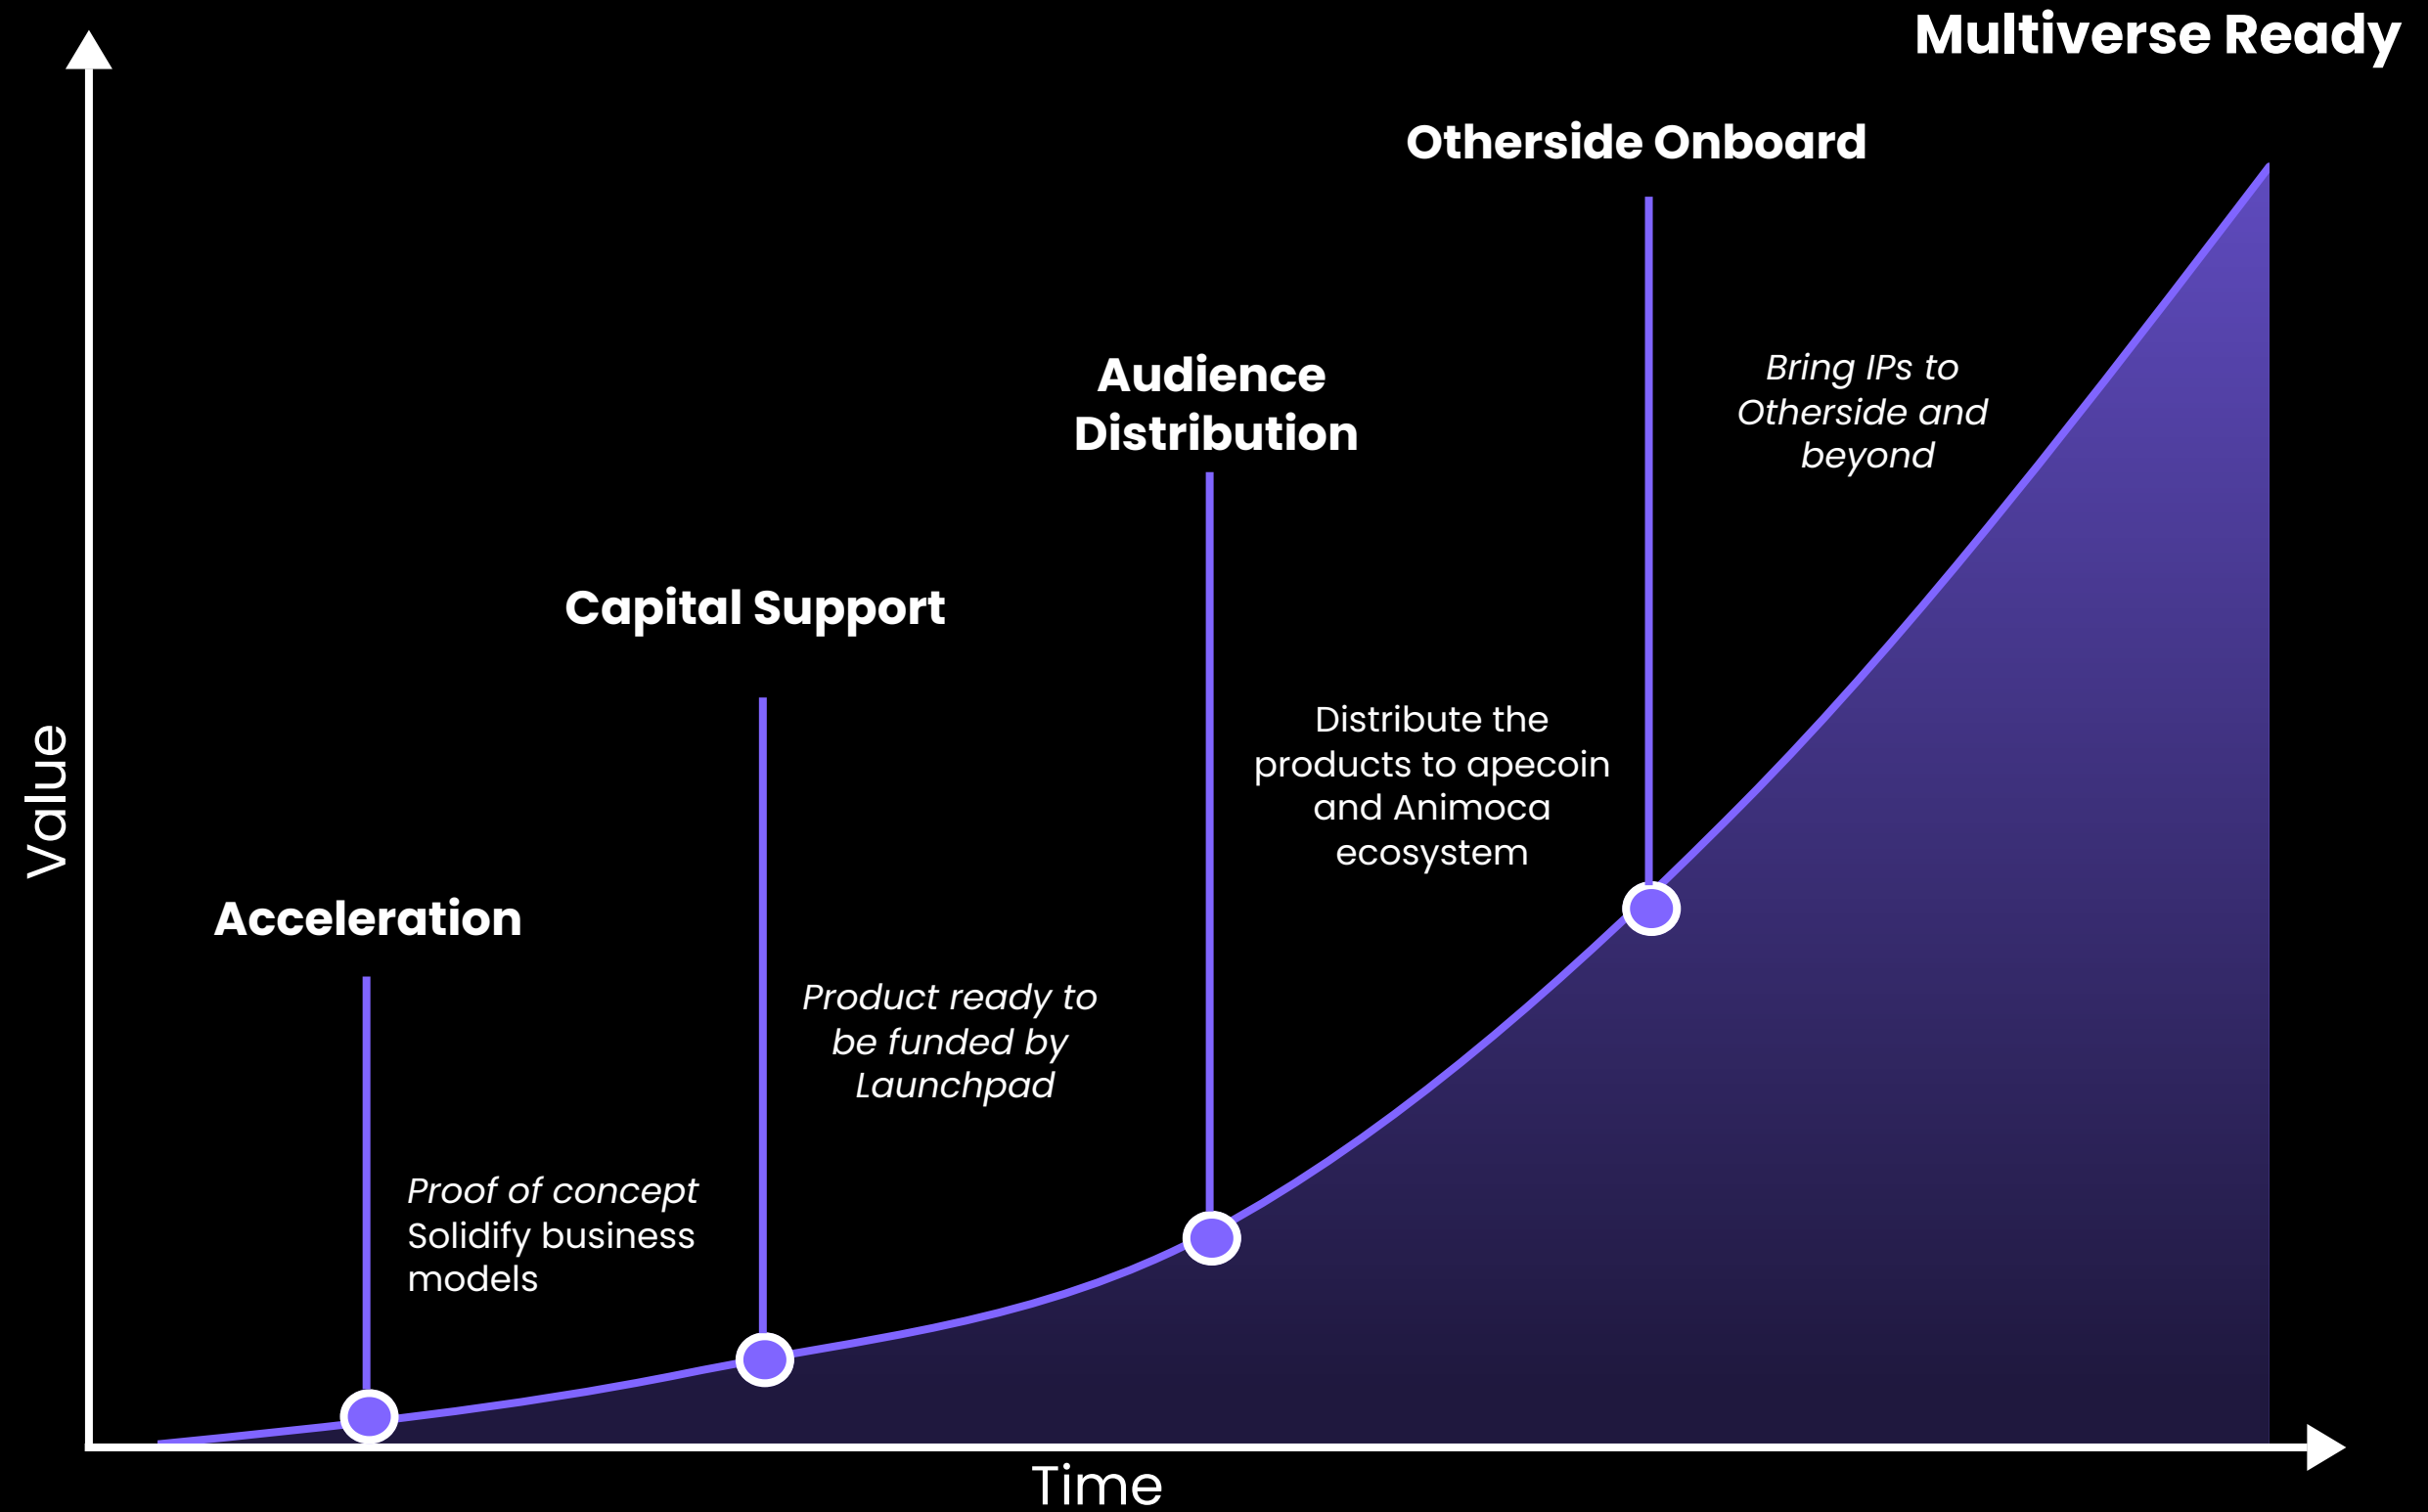 Multiverse Ready
Otherside Onboard
Bring IPs to
Otherside and
beyond
Audience
Distribution
Distribute the
products to apecoin
and Animoca
ecosystem
Capital Support
Product ready to
be funded by
Launchpad
Acceleration
Proof of concept
Solidify business
models
Value
Time